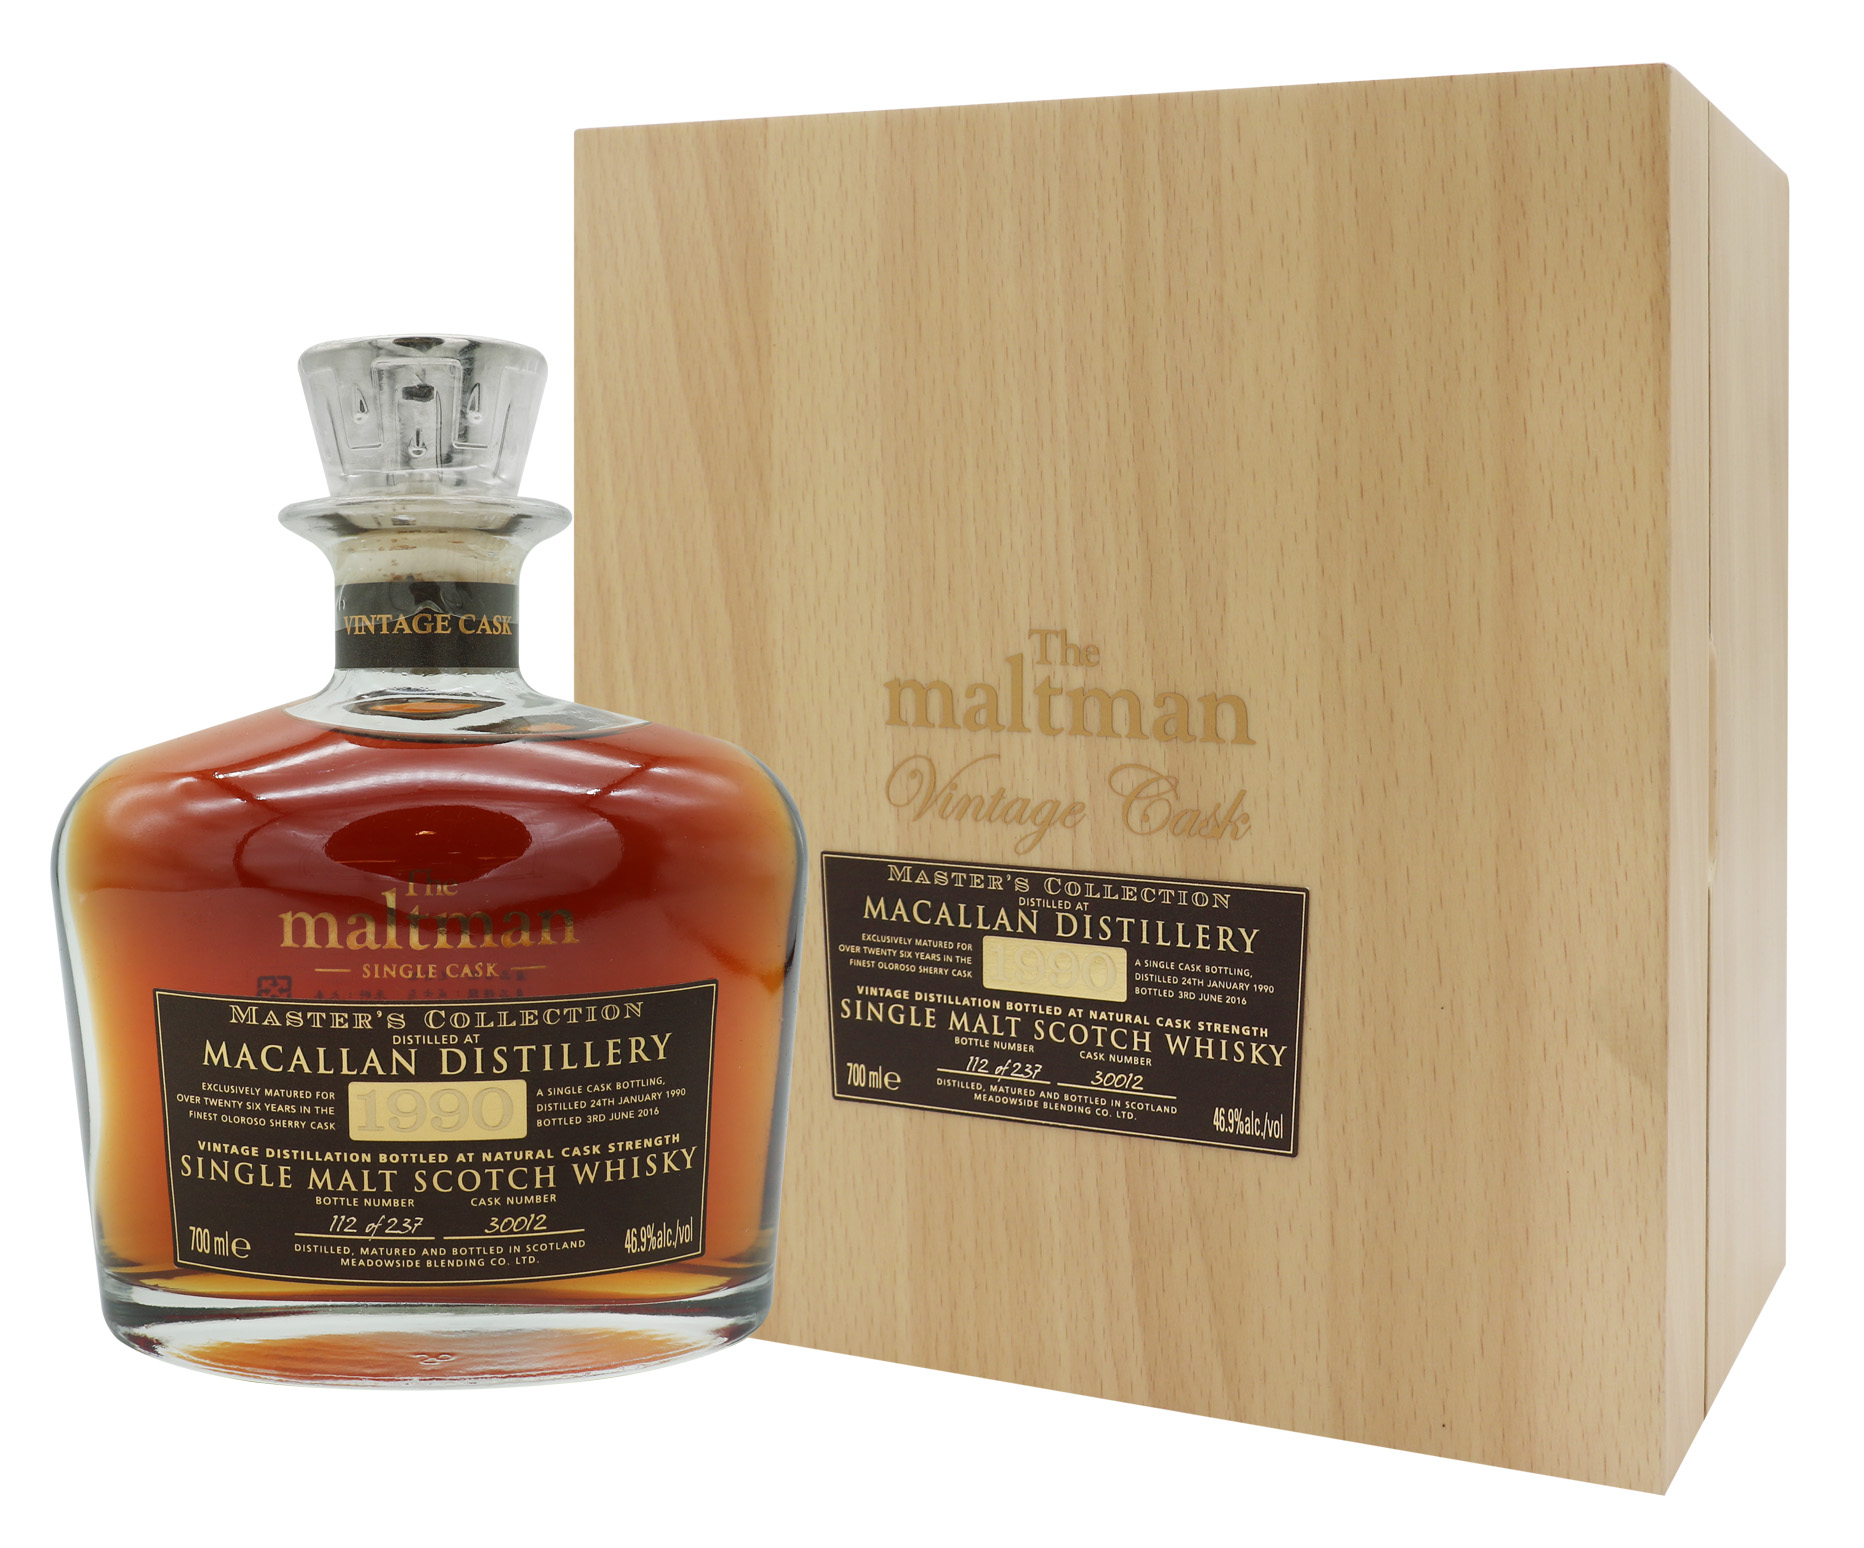 VINTAGE CASK
The
maltman
SINGLE CASK
MASTER'S COLLECTION
DISTILLED AT
MACALLAN DISTILLERY
EXCLUSIVELY MATURED FOR
OVER TWENTY SIX YEARS IN THE
FINEST OLOROSO SHERRY CASK
1990
A SINGLE CASK BOTTLING,
DISTILLED 24TH JANUARY 1990
BOTTLED 3RD JUNE 2016
VINTAGE DISTILLATION BOTTLED AT NATURAL CASK STRENGTH
SINGLE MALT SCOTCH WHISKY
BOTTLE NUMBER CASK NUMBER
112 of 237 30012
700 ml e
DISTILLED, MATURED AND BOTTLED IN SCOTLAND
MEADOWSIDE BLENDING CO. LTD.
46.9%alc./vol
The
maltman
Vintage Cask
MASTER'S COLLECTION
DISTILLED AT
MACALLAN DISTILLERY
EXCLUSIVELY MATURED FOR
OVER TWENTY SIX YEARS IN THE
FINEST OLOROSO SHERRY CASK
1990
A SINGLE CASK BOTTLING,
DISTILLED 24TH JANUARY 1990
BOTTLED 3RD JUNE 2016
VINTAGE DISTILLATION BOTTLED AT NATURAL CASK STRENGTH
SINGLE MALT SCOTCH WHISKY
BOTTLE NUMBER CASK NUMBER
112 of 237 30012
700 ml e
DISTILLED, MATURED AND BOTTLED IN SCOTLAND
MEADOWSIDE BLENDING CO. LTD.
46.9%alc./vol